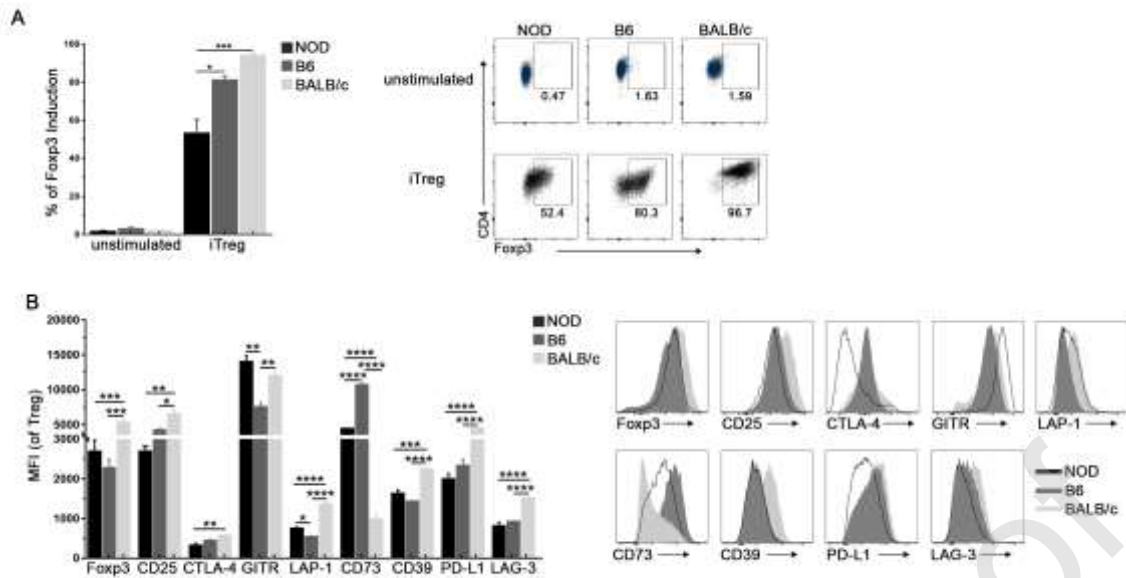 A
% of Foxp3 Induction
100
80
60
40
20
0
***
*
NOD
B6
BALB/c
unstimulated
iTreg
NOD B6 BALB/c
unstimulated
0.47 1.63 1.59
iTreg
52.4 80.3 96.7
CD4
Foxp3
B
MFI (of Treg)
20000
15000
10000
5000
3000
2000
1000
0
NOD
B6
BALB/c
***
***
**
*
**
**
**
****
****
*
****
****
****
***
****
****
****
****
****
Foxp3 CD25 CTLA-4 GITR LAP-1 CD73 CD39 PD-L1 LAG-3
NOD
B6
BALB/c
Foxp3 CD25 CTLA-4 GITR LAP-1
CD73 CD39 PD-L1 LAG-3
NOD
B6
BALB/c